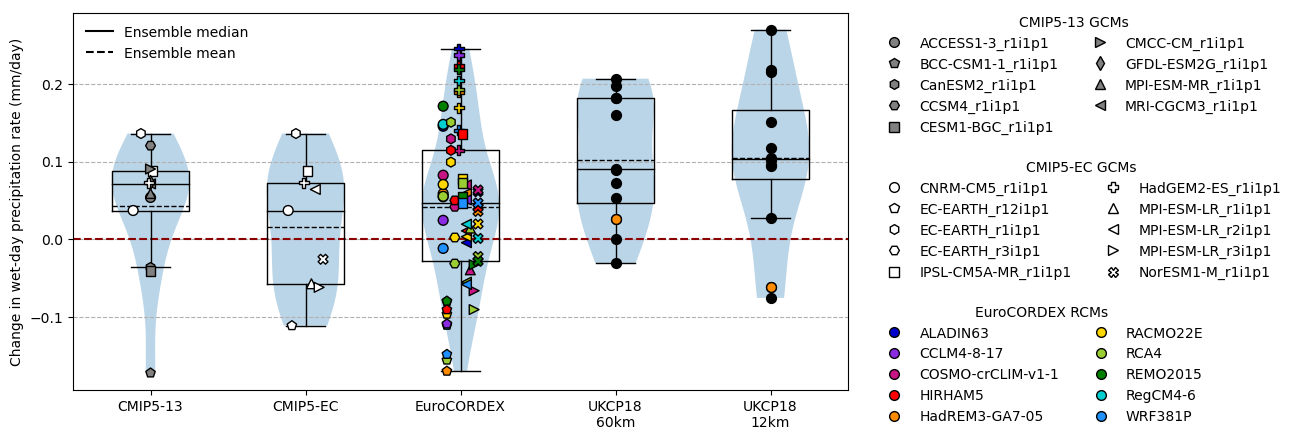 Change in wet-day precipitation rate (mm/day)
0.2
0.1
0.0
−0.1
Ensemble median
Ensemble mean
CMIP5-13
CMIP5-EC
EuroCORDEX
UKCP18
60km
UKCP18
12km
CMIP5-13 GCMs
ACCESS1-3_r1i1p1
BCC-CSM1-1_r1i1p1
CanESM2_r1i1p1
CCSM4_r1i1p1
CESM1-BGC_r1i1p1
CMCC-CM_r1i1p1
GFDL-ESM2G_r1i1p1
MPI-ESM-MR_r1i1p1
MRI-CGCM3_r1i1p1
CMIP5-EC GCMs
CNRM-CM5_r1i1p1
EC-EARTH_r12i1p1
EC-EARTH_r1i1p1
EC-EARTH_r3i1p1
IPSL-CM5A-MR_r1i1p1
HadGEM2-ES_r1i1p1
MPI-ESM-LR_r1i1p1
MPI-ESM-LR_r2i1p1
MPI-ESM-LR_r3i1p1
NorESM1-M_r1i1p1
EuroCORDEX RCMs
ALADIN63
CCLM4-8-17
COSMO-crCLIM-v1-1
HIRHAM5
HadREM3-GA7-05
RACMO22E
RCA4
REMO2015
RegCM4-6
WRF381P